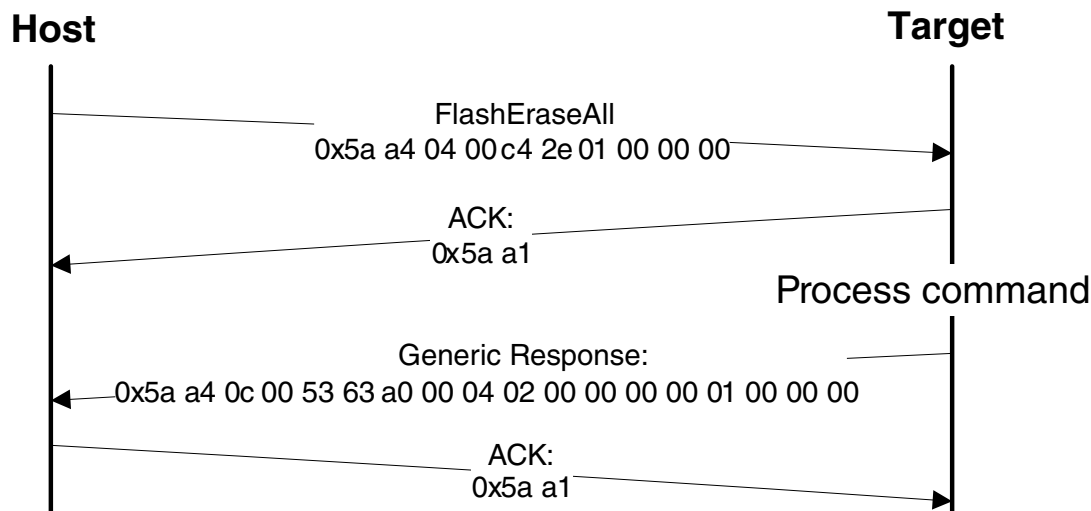 Host
Target
FlashEraseAll
0x5a a4 04 00 c4 2e 01 00 00 00
ACK:
0x5a a1
Process command
Generic Response:
0x5a a4 0c 00 53 63 a0 00 04 02 00 00 00 00 01 00 00 00
ACK:
0x5a a1